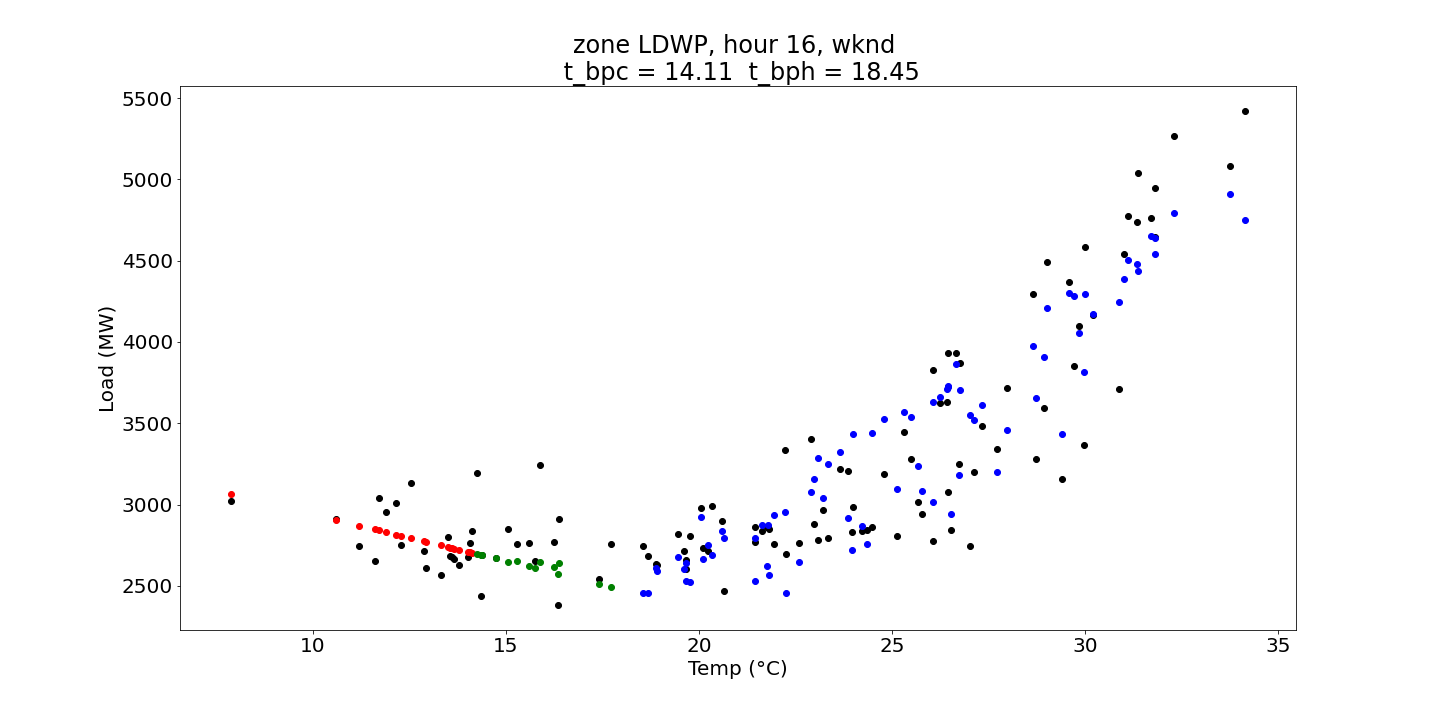 zone LDWP, hour 16, wknd
t_bpc = 14.11 t_bph = 18.45
5500
5000
4500
4000
3500
3000
2500
Load (MW)
10 15 20 25 30 35
Temp (°C)